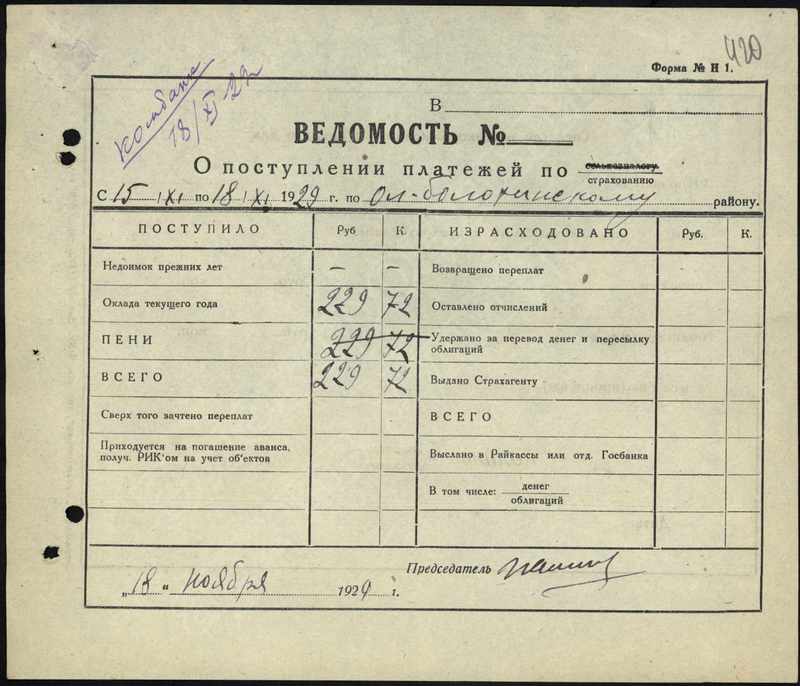 420
Форма № Н 1.
18/XI 29
В
ВЕДОМОСТЬ №
О поступлении платежей по сельхозналогу страхованию
С 15 XI по 18 XI 1929 г. по Ол-Белотинскому району.
ПОСТУПИЛО Руб К. ИЗРАСХОДОВАНО Руб. К.
Недоимок прежних лет — — Возвращено переплат
Оклада текущего года 229 72 Оставлено отчислений
ПЕНИ 229 72 Удержано за перевод денег и пересылку облигаций
ВСЕГО 229 72 Выдано Страхагенту
Сверх того зачтено переплат ВСЕГО
Приходуется на погашение аванса, получ. РИК'ом на учет об'ектов Выслано в Райкассы или отд. Госбанка
В том числе: денег облигаций
Председатель
„18" ноября 1929 г.